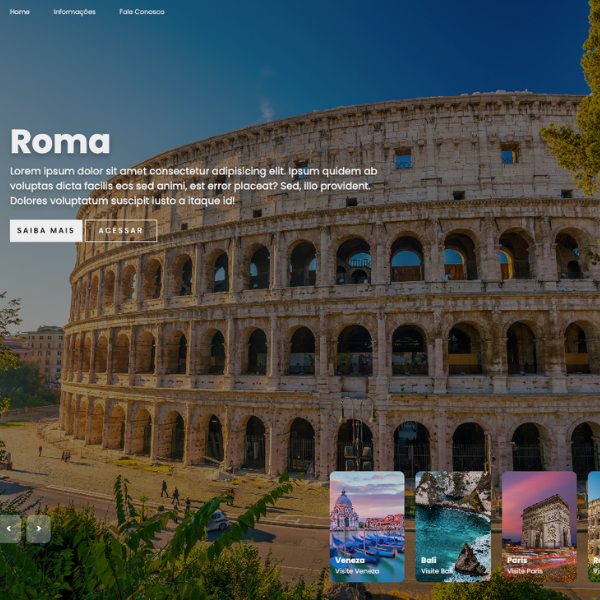 Home Informações Fale Conosco
Roma
Lorem ipsum dolor sit amet consectetur adipisicing elit. Ipsum quidem ab
voluptas dicta facilis eos sed animi, est error placeat? Sed, illo provident.
Dolores voluptatum suscipit iusto a itaque id!
SAIBA MAIS ACESSAR
Veneza
Visite Veneza
Bali
Visite Bali
Paris
Visite Paris
< >